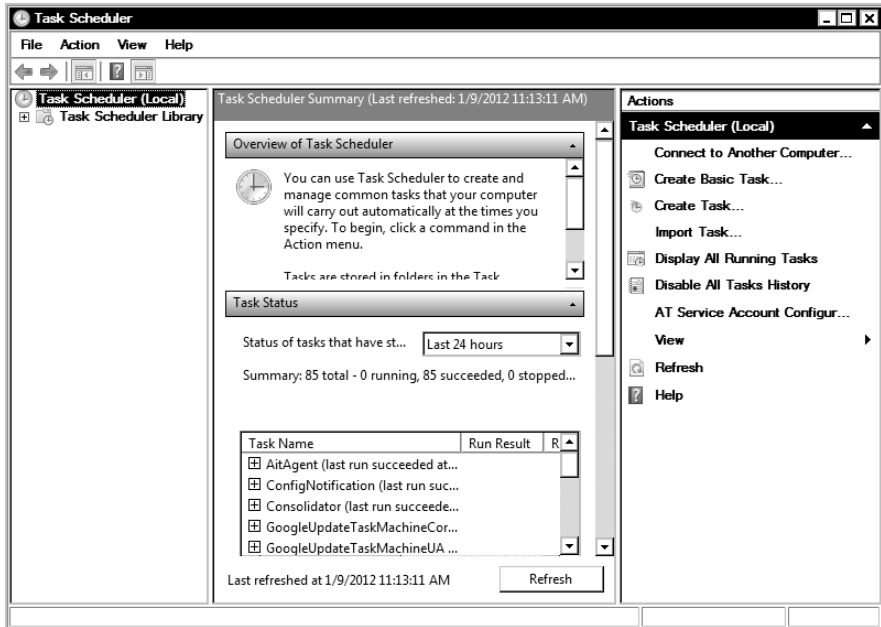 Task Scheduler
File Action View Help
Task Scheduler (Local)
Task Scheduler Library
Task Scheduler Summary (Last refreshed: 1/9/2012 11:13:11 AM)
Overview of Task Scheduler
You can use Task Scheduler to create and
manage common tasks that your computer
will carry out automatically at the times you
specify. To begin, click a command in the
Action menu.
Tasks are stored in folders in the Task
Task Status
Status of tasks that have st... Last 24 hours
Summary: 85 total - 0 running, 85 succeeded, 0 stopped...
Task Name Run Result R
AitAgent (last run succeeded at...
ConfigNotification (last run suc...
Consolidator (last run succeede...
GoogleUpdateTaskMachineCor...
GoogleUpdateTaskMachineUA ...
Last refreshed at 1/9/2012 11:13:11 AM Refresh
Actions
Task Scheduler (Local)
Connect to Another Computer...
Create Basic Task...
Create Task...
Import Task...
Display All Running Tasks
Disable All Tasks History
AT Service Account Configur...
View
Refresh
Help